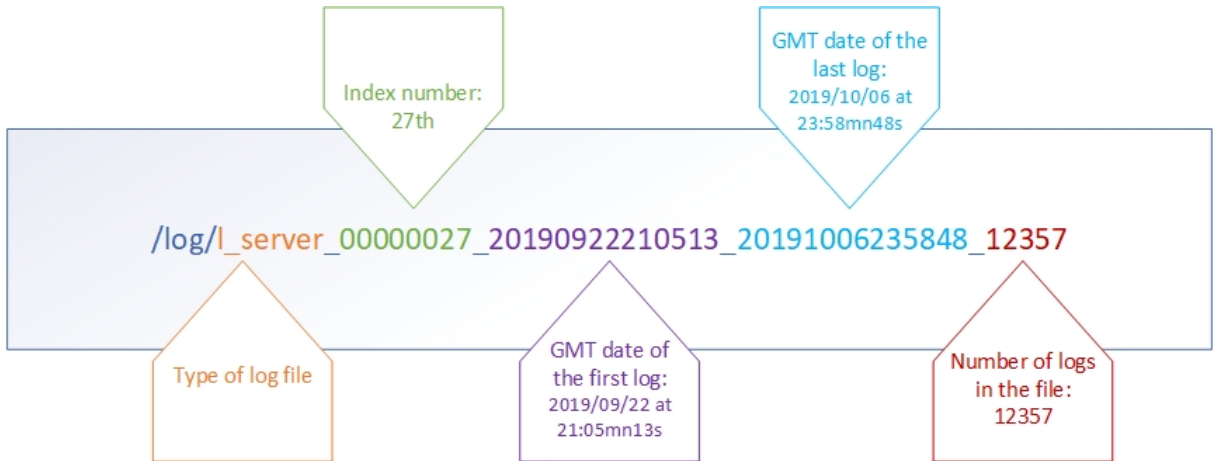 Index number:
27th
GMT date of the
last log:
2019/10/06 at
23:58mn48s
/log/l_server_00000027_20190922210513_20191006235848_12357
Type of log file
GMT date of
the first log:
2019/09/22 at
21:05mn13s
Number of logs
in the file:
12357